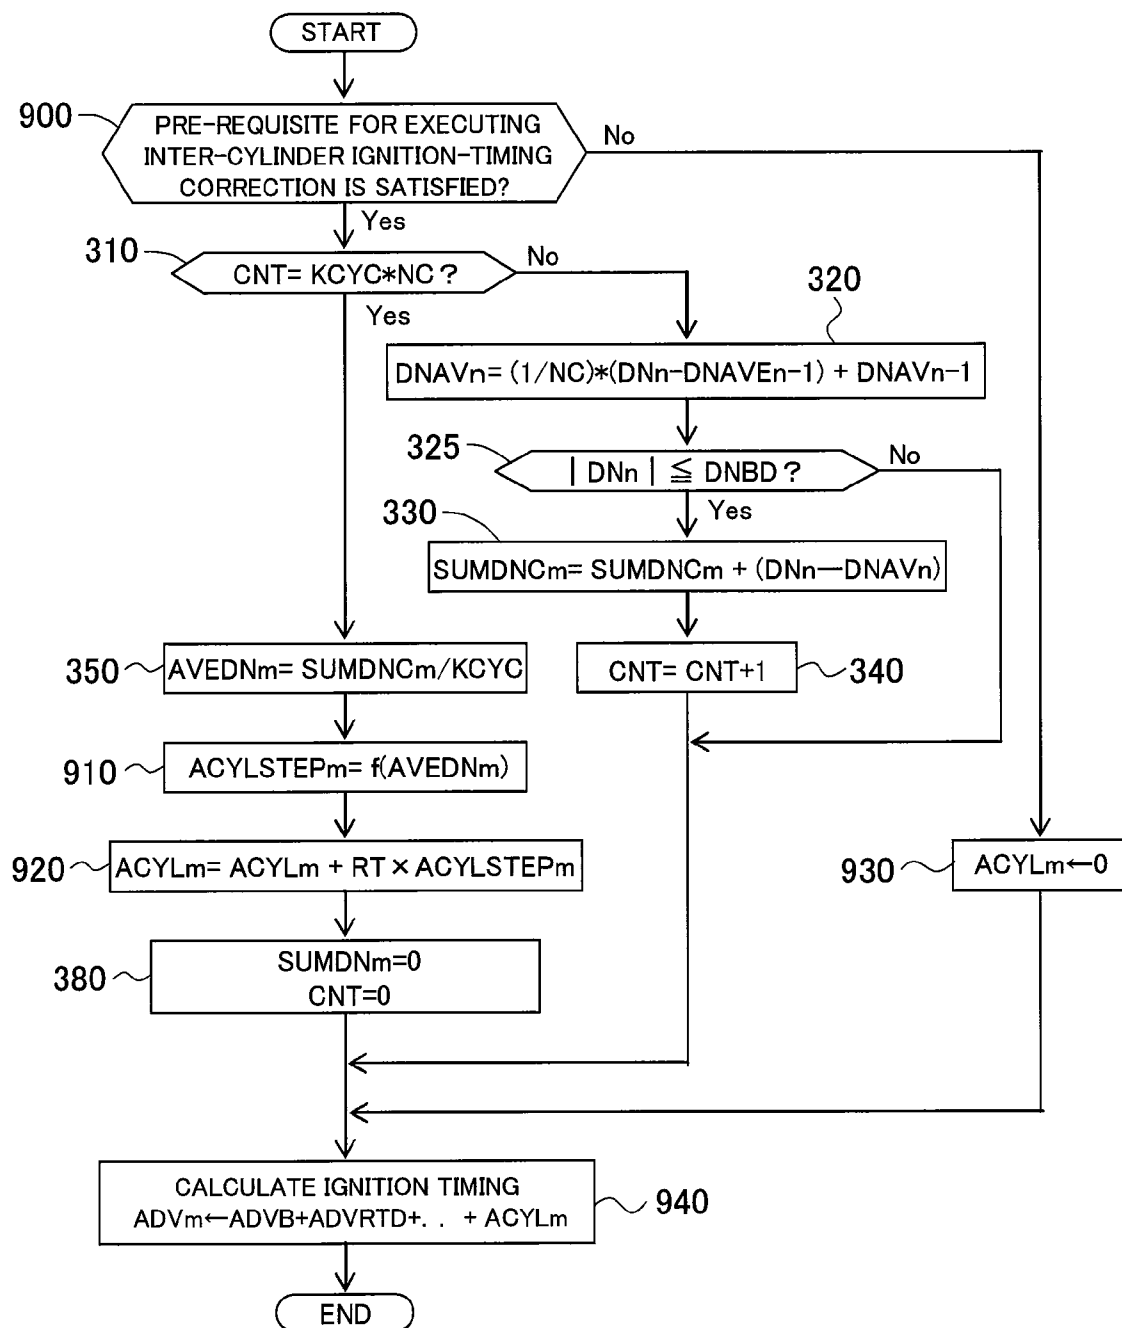 START
900
PRE-REQUISITE FOR EXECUTING
INTER-CYLINDER IGNITION-TIMING
CORRECTION IS SATISFIED?
No
Yes
310
CNT= KCYC*NC?
No
Yes
320
DNAVn= (1/NC)*(DNn-DNAVEn-1) + DNAVn-1
325
| DNn | ≦ DNBD?
No
Yes
330
SUMDNCm= SUMDNCm + (DNn—DNAVn)
350
AVEDNm= SUMDNCm/KCYC
CNT= CNT+1
340
910
ACYLSTEPm= f(AVEDNm)
920
ACYLm= ACYLm + RT × ACYLSTEPm
930
ACYLm←0
380
SUMDNm=0
CNT=0
CALCULATE IGNITION TIMING
ADVm←ADVB+ADVRTD+. . + ACYLm
940
END